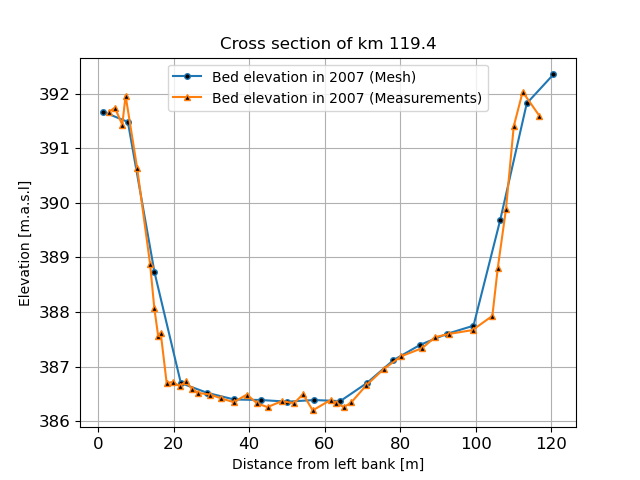 Cross section of km 119.4
Bed elevation in 2007 (Mesh)
Bed elevation in 2007 (Measurements)
Elevation [m.a.s.l]
392
391
390
389
388
387
386
0 20 40 60 80 100 120
Distance from left bank [m]